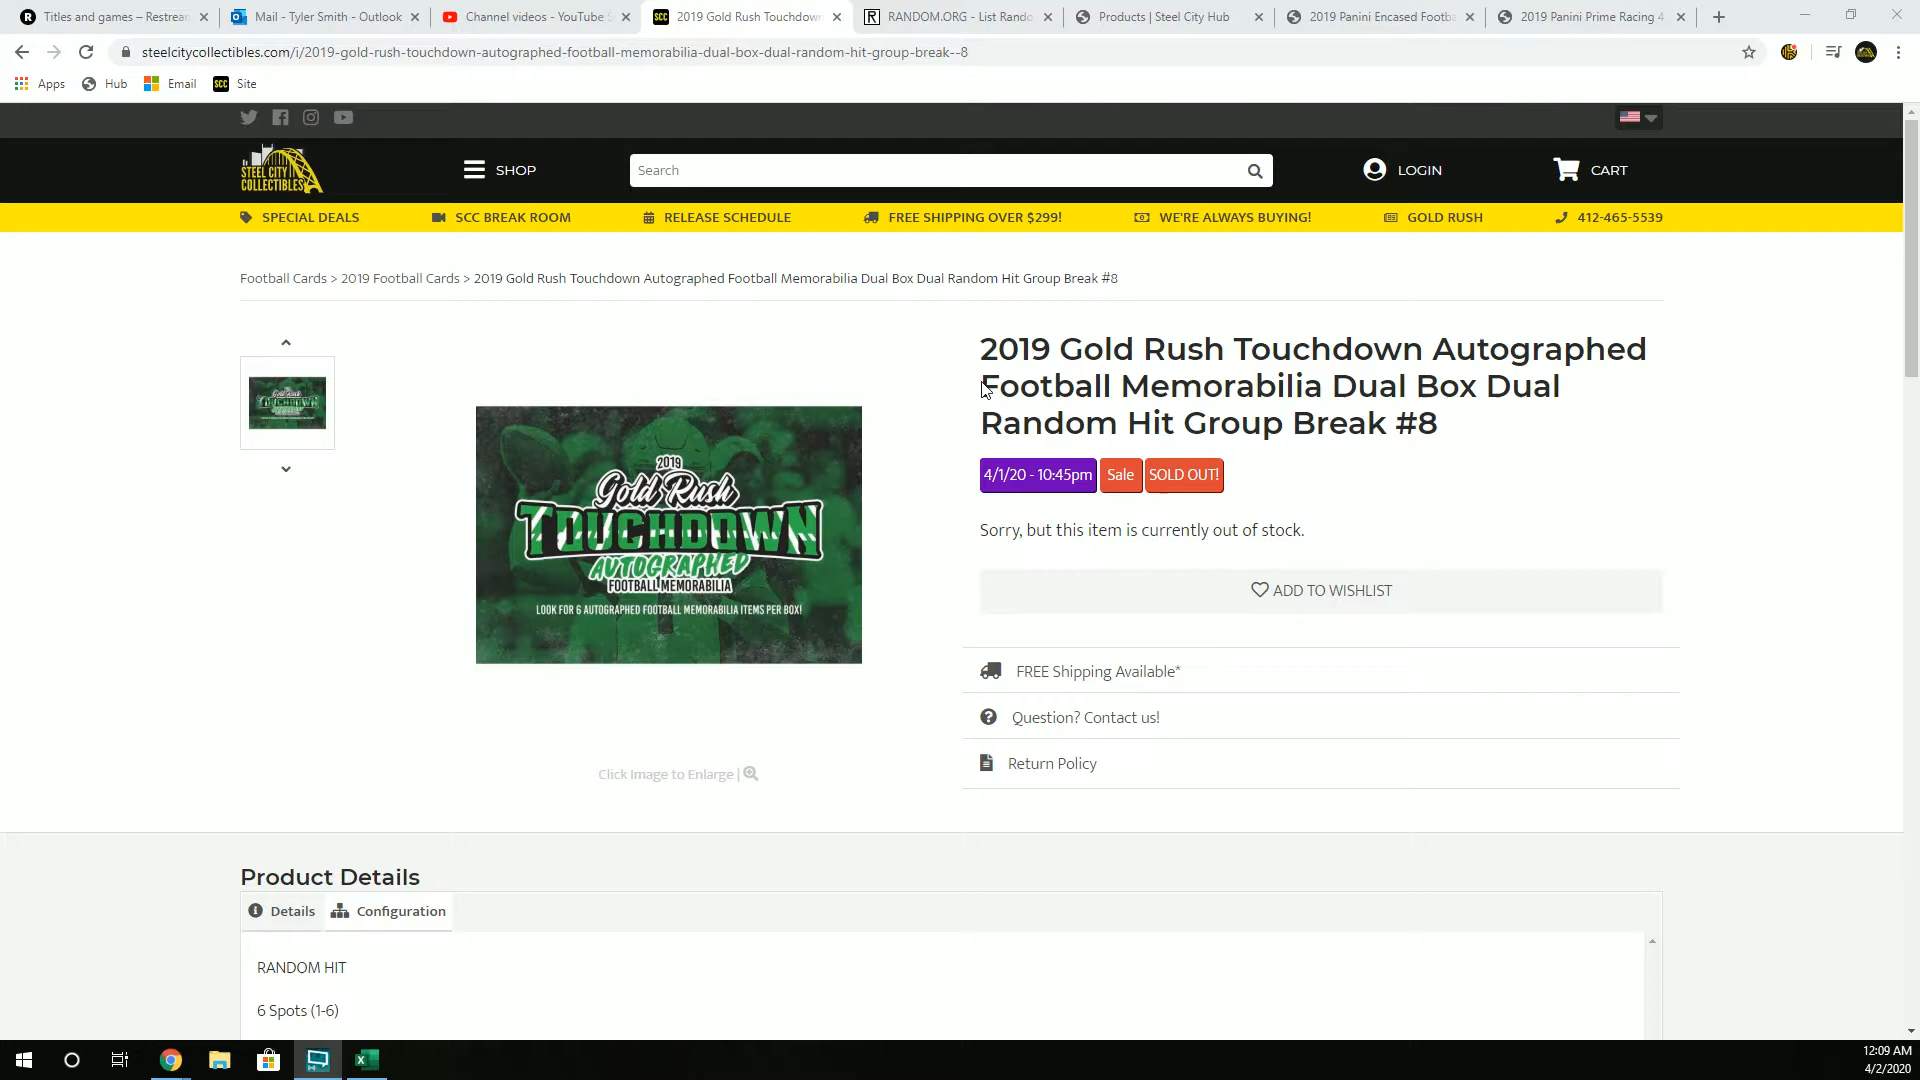 Titles and games – Restream
Mail - Tyler Smith - Outlook
Channel videos - YouTube S
2019 Gold Rush Touchdown
RANDOM.ORG - List Rando
Products | Steel City Hub
2019 Panini Encased Footba
2019 Panini Prime Racing 4
steelcitycollectibles.com/i/2019-gold-rush-touchdown-autographed-football-memorabilia-dual-box-dual-random-hit-group-break--8
Apps Hub Email SCC Site
STEEL CITY
COLLECTIBLES
SHOP
Search
LOGIN
CART
SPECIAL DEALS
SCC BREAK ROOM
RELEASE SCHEDULE
FREE SHIPPING OVER $299!
WE'RE ALWAYS BUYING!
GOLD RUSH
412-465-5539
Football Cards > 2019 Football Cards > 2019 Gold Rush Touchdown Autographed Football Memorabilia Dual Box Dual Random Hit Group Break #8
2019
Gold Rush
TOUCHDOWN
AUTOGRAPHED
FOOTBALL MEMORABILIA
LOOK FOR 6 AUTOGRAPHED FOOTBALL MEMORABILIA ITEMS PER BOX!
Click Image to Enlarge |
2019 Gold Rush Touchdown Autographed
Football Memorabilia Dual Box Dual
Random Hit Group Break #8
4/1/20 - 10:45pm Sale SOLD OUT!
Sorry, but this item is currently out of stock.
ADD TO WISHLIST
FREE Shipping Available*
Question? Contact us!
Return Policy
Product Details
Details Configuration
RANDOM HIT
6 Spots (1-6)
12:09 AM
4/2/2020